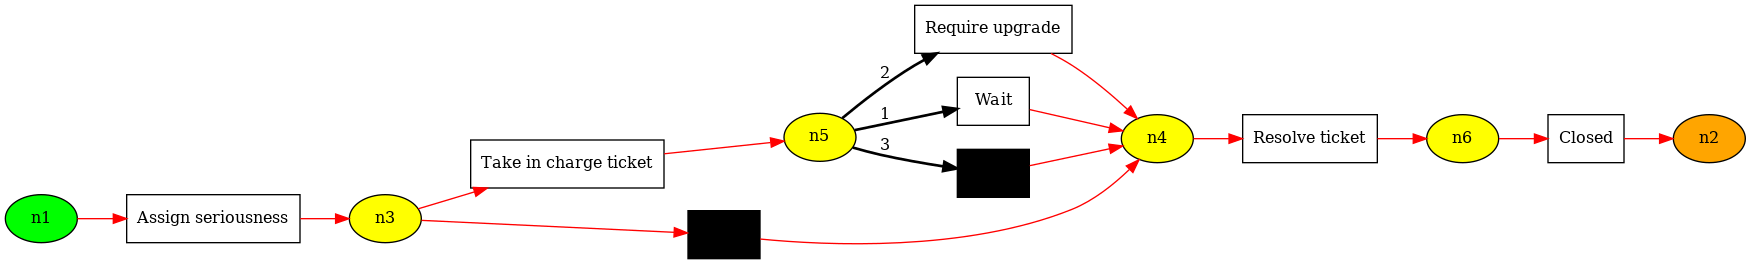 n1
Assign seriousness
n3
Take in charge ticket
n5
2
1
3
Require upgrade
Wait
n4
Resolve ticket
n6
Closed
n2